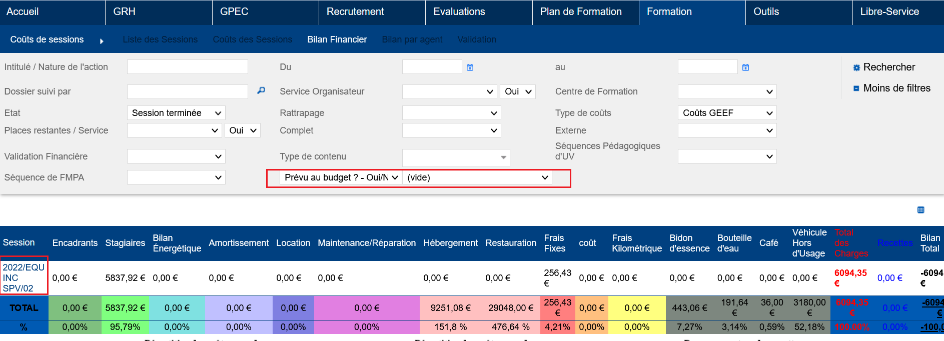 Accueil GRH GPEC Recrutement Evaluations Plan de Formation Formation Outils Libre-Service
Coûts de sessions Liste des Sessions Coûts des Sessions Bilan Financier Bilan par agent Validation
Intitulé / Nature de l'action Du au Rechercher
Dossier suivi par Service Organisateur Oui Centre de Formation Moins de filtres
Etat Session terminée Rattrapage Type de coûts Coûts GEEF
Places restantes / Service Oui Complet Externe
Validation Financière Type de contenu Séquences Pédagogiques
d'UV
Séquence de FMPA Prévu au budget ? - Oui/N (vide)
Session Encadrants Stagiaires Bilan Énergétique Amortissement Location Maintenance/Réparation Hébergement Restauration Frais Fixes coût Frais Kilométrique Bidon d'essence Bouteille d'eau Café Véhicule Hors d'Usage Total des Charges Recettes Bilan Total
2022/EQU INC SPV/02 0,00 € 5837,92 € 0,00 € 0,00 € 0,00 € 0,00 € 0,00 € 0,00 € 256,43 € 0,00 € 0,00 € 0,00 € 0,00 € 0,00 € 0,00 € 6094,35 € 0,00 € -6094 €
TOTAL 0,00 € 5837,92 € 0,00 € 0,00 € 0,00 € 0,00 € 9251,08 € 29048,00 € 256,43 € 0,00 € 0,00 € 443,06 € 191,64 € 36,00 € 3180,00 € 6094,35 € 0,00 € -6094 €
% 0,00% 95,79% 0,00% 0,00% 0,00% 0,00% 151,8 % 476,64 % 4,21% 0,00% 0,00% 7,27% 3,14% 0,59% 52,18% 100,00% 0,00% -100.0